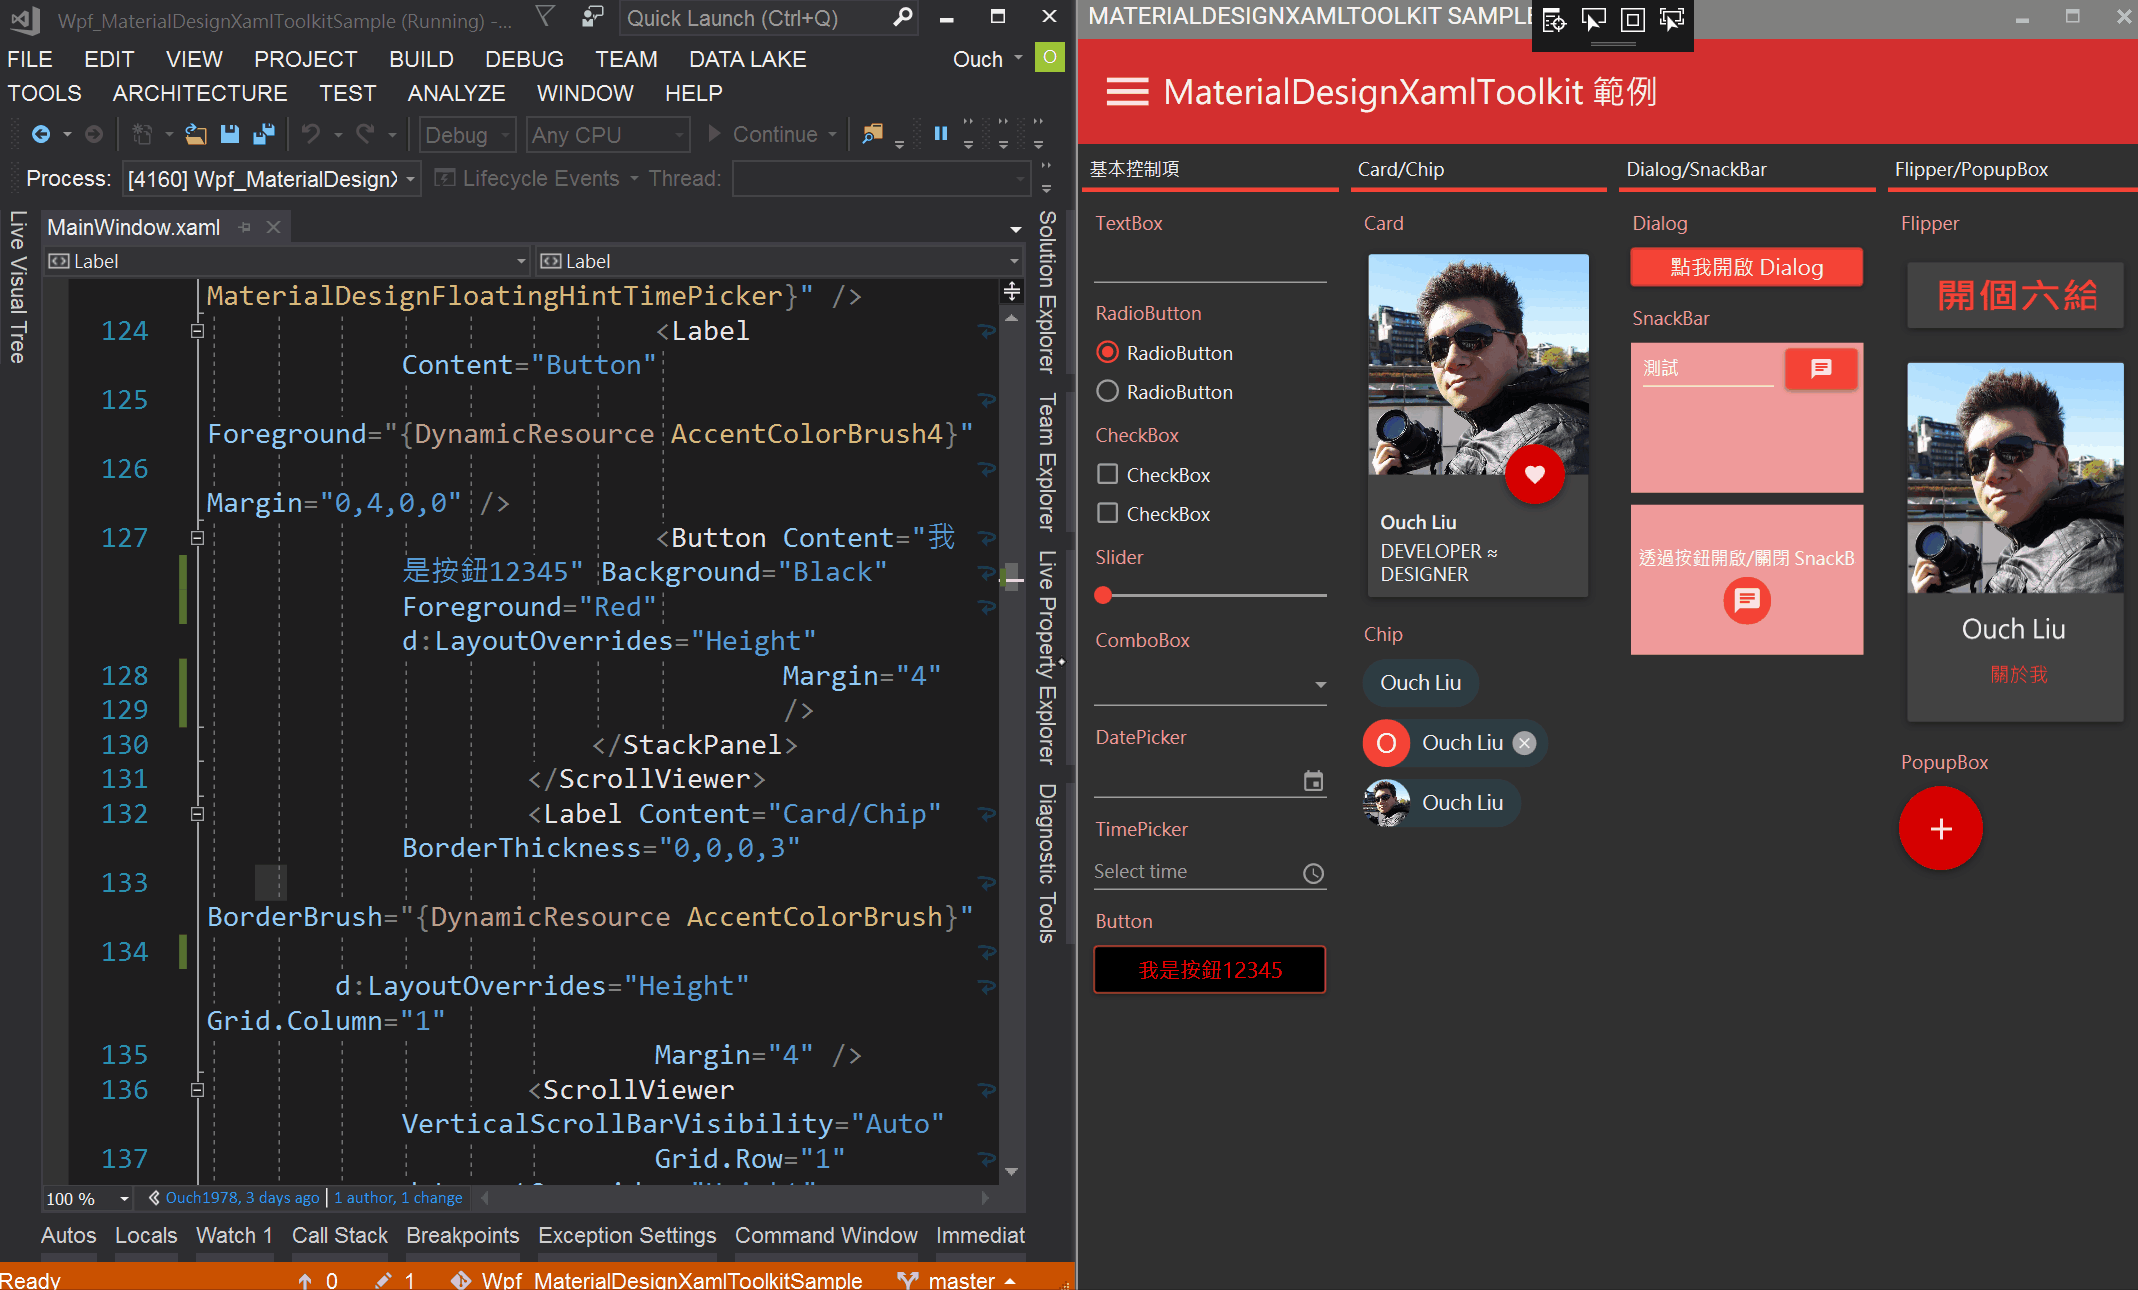 Wpf_MaterialDesignXamlToolkitSample (Running) -...
Quick Launch (Ctrl+Q)
FILE EDIT VIEW PROJECT BUILD DEBUG TEAM DATA LAKE
Ouch
O
TOOLS ARCHITECTURE TEST ANALYZE WINDOW HELP
Debug
Any CPU
Continue
Process:
[4160] Wpf_MaterialDesignX
Lifecycle Events
Thread:
Live Visual Tree
MainWindow.xaml
Label
Label
MaterialDesignFloatingHintTimePicker}" />
124 <Label
Content="Button"
125
Foreground="{DynamicResource AccentColorBrush4}"
126
Margin="0,4,0,0" />
127 <Button Content="我
是按鈕12345" Background="Black"
Foreground="Red"
d:LayoutOverrides="Height"
128 Margin="4"
129 />
130 </StackPanel>
131 </ScrollViewer>
132 <Label Content="Card/Chip"
BorderThickness="0,0,0,3"
133
BorderBrush="{DynamicResource AccentColorBrush}"
134
d:LayoutOverrides="Height"
Grid.Column="1"
135 Margin="4" />
136 <ScrollViewer
VerticalScrollBarVisibility="Auto"
137 Grid.Row="1"
100 %
Ouch1978, 3 days ago | 1 author, 1 change
Solution Explorer
Team Explorer
Live Property Explorer
Diagnostic Tools
Autos Locals Watch 1 Call Stack Breakpoints Exception Settings Command Window Immediat
Ready
0
1
Wpf_MaterialDesignXamlToolkitSample
master
MATERIALDESIGNXAMLTOOLKIT SAMPLE
MaterialDesignXamlToolkit 範例
基本控制項
TextBox
RadioButton
RadioButton
RadioButton
CheckBox
CheckBox
CheckBox
Slider
ComboBox
DatePicker
TimePicker
Select time
Button
我是按鈕12345
Card/Chip
Card
Ouch Liu
DEVELOPER ≈
DESIGNER
Chip
Ouch Liu
O Ouch Liu
Ouch Liu
Dialog/SnackBar
Dialog
點我開啟 Dialog
SnackBar
測試
透過按鈕開啟/關閉 SnackB
Flipper/PopupBox
Flipper
開個六給
Ouch Liu
關於我
PopupBox